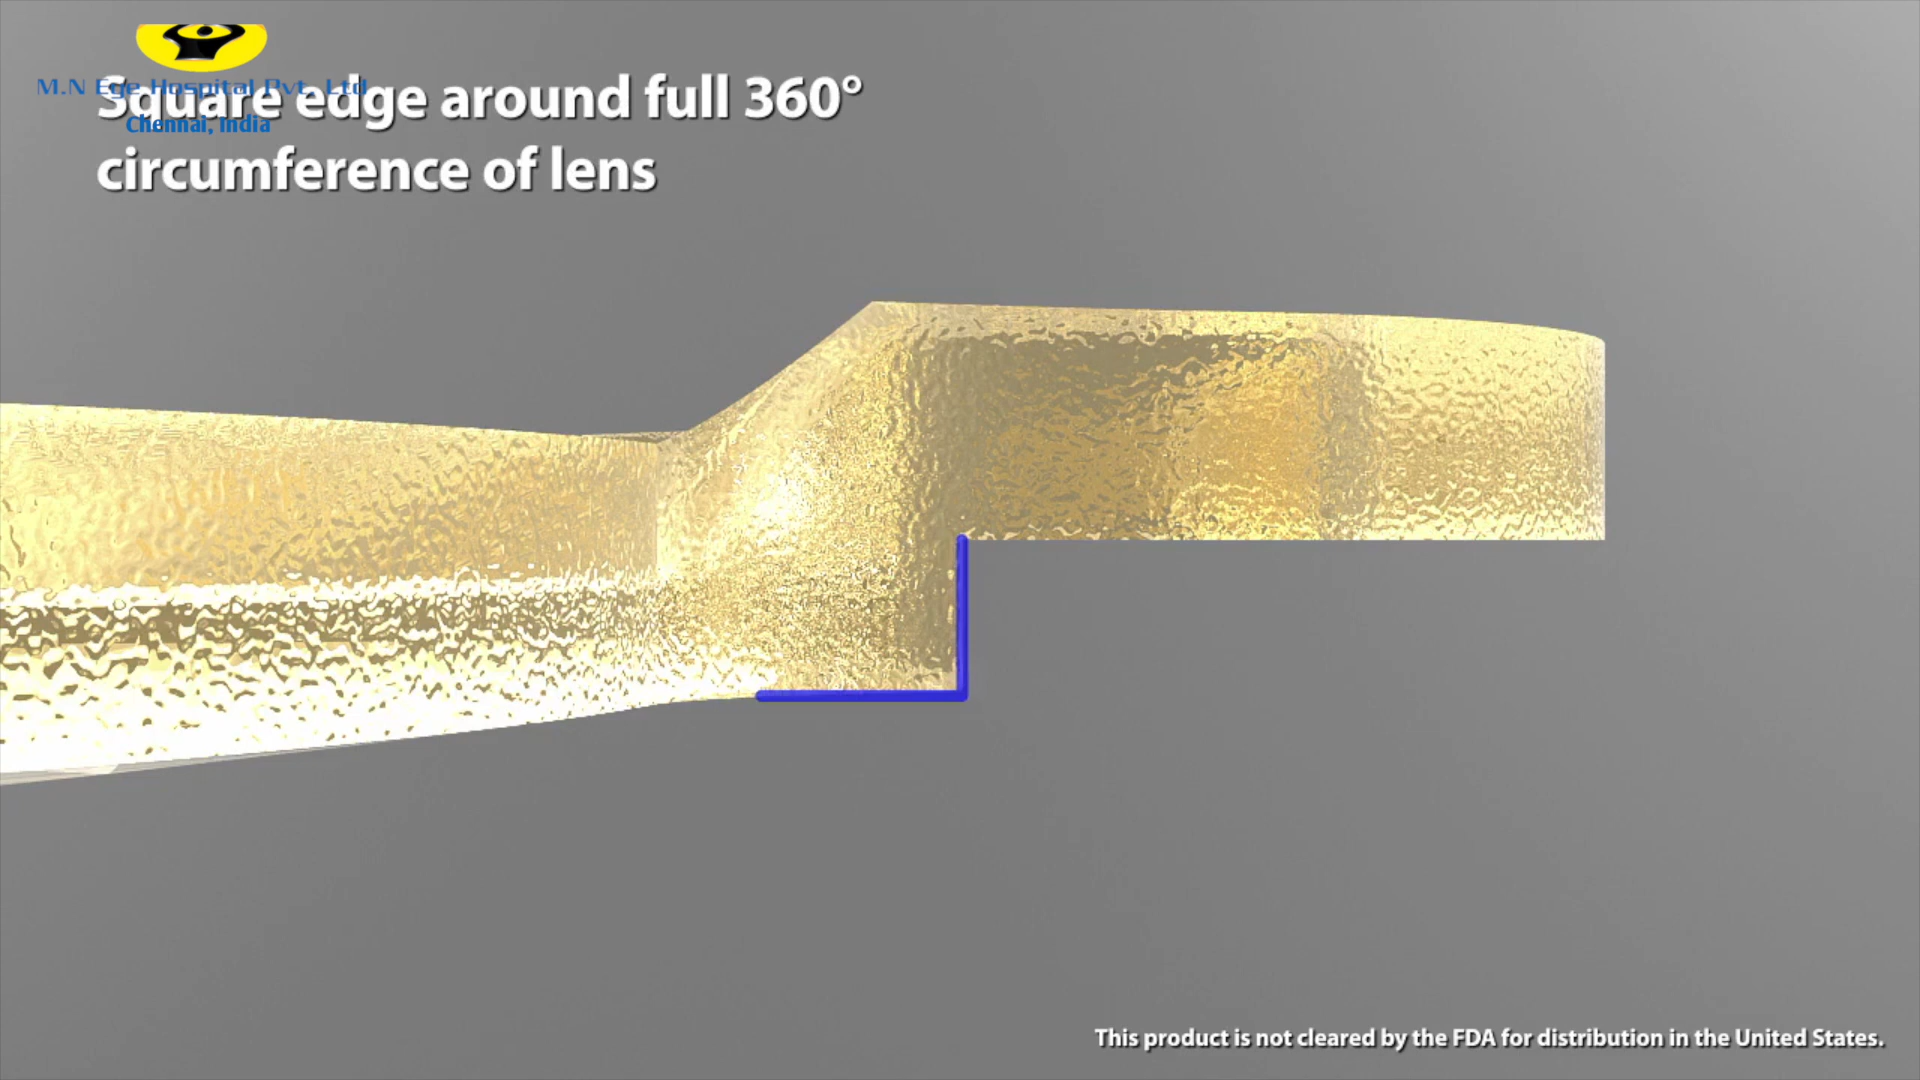 M.N Eye Hospital Pvt. Ltd
Chennai, India
Square edge around full 360°
circumference of lens
This product is not cleared by the FDA for distribution in the United States.